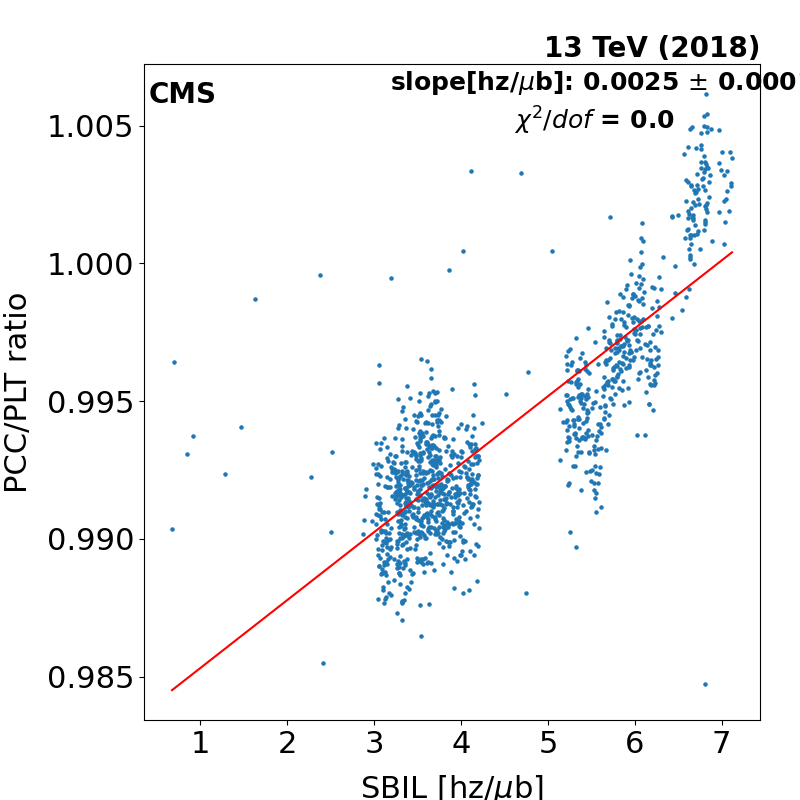 13 TeV (2018)
CMS
slope[hz/μb]: 0.0025 ± 0.000
χ²/dof = 0.0
1.005
1.000
0.995
0.990
0.985
PCC/PLT ratio
1 2 3 4 5 6 7
SBIL [hz/μb]